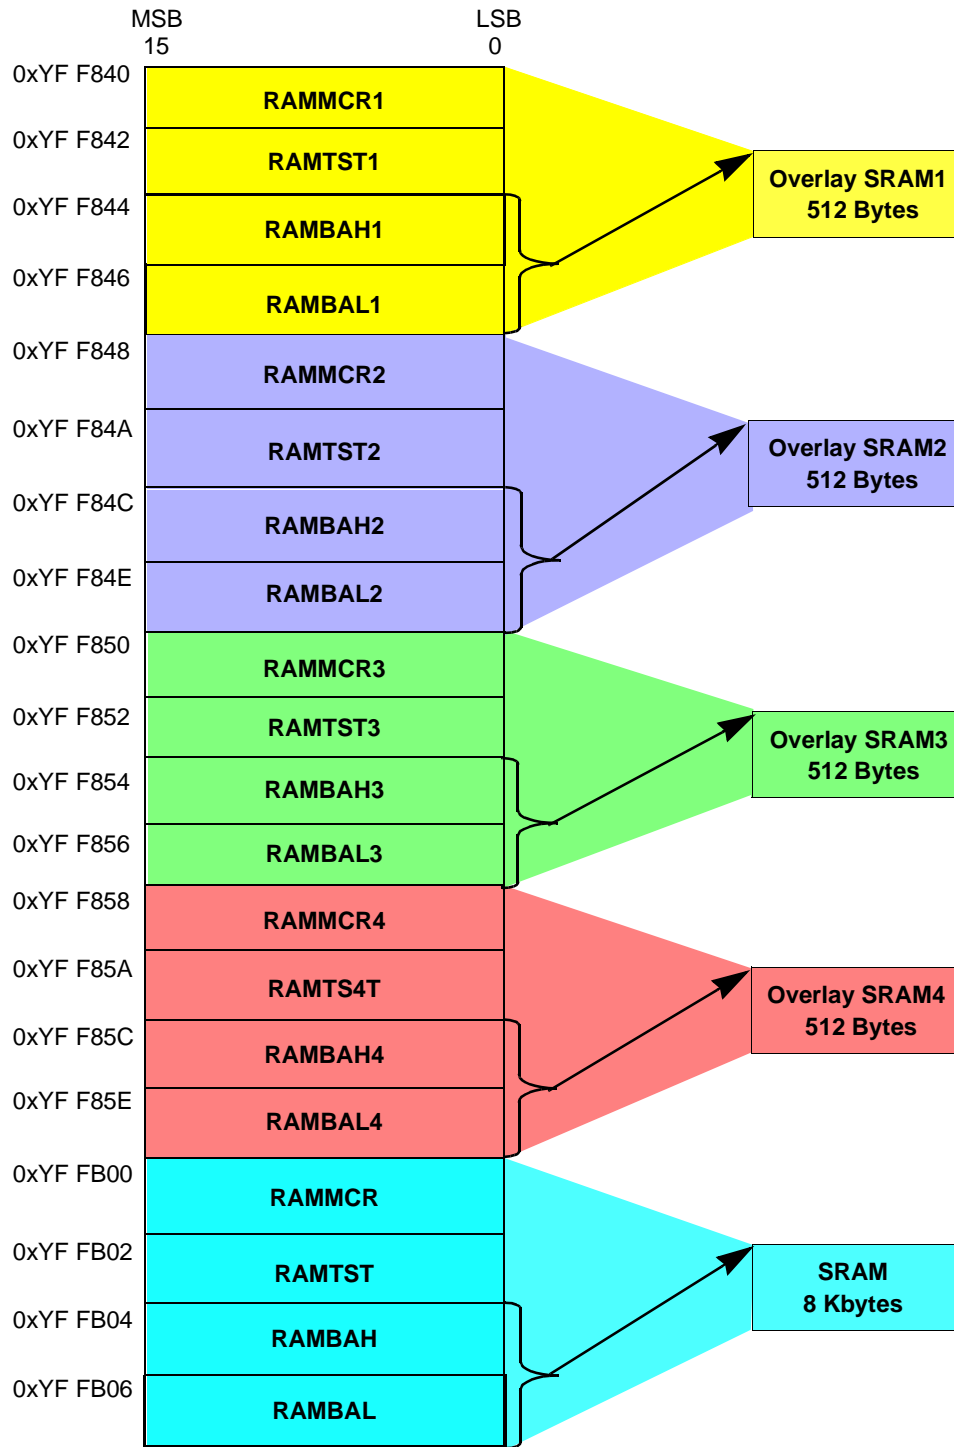 MSB LSB
15 0
0xYF F840
RAMMCR1
0xYF F842
RAMTST1
Overlay SRAM1
512 Bytes
0xYF F844
RAMBAH1
0xYF F846
RAMBAL1
0xYF F848
RAMMCR2
0xYF F84A
RAMTST2
Overlay SRAM2
512 Bytes
0xYF F84C
RAMBAH2
0xYF F84E
RAMBAL2
0xYF F850
RAMMCR3
0xYF F852
RAMTST3
Overlay SRAM3
512 Bytes
0xYF F854
RAMBAH3
0xYF F856
RAMBAL3
0xYF F858
RAMMCR4
0xYF F85A
RAMTS4T
Overlay SRAM4
512 Bytes
0xYF F85C
RAMBAH4
0xYF F85E
RAMBAL4
0xYF FB00
RAMMCR
0xYF FB02
RAMTST
SRAM
8 Kbytes
0xYF FB04
RAMBAH
0xYF FB06
RAMBAL